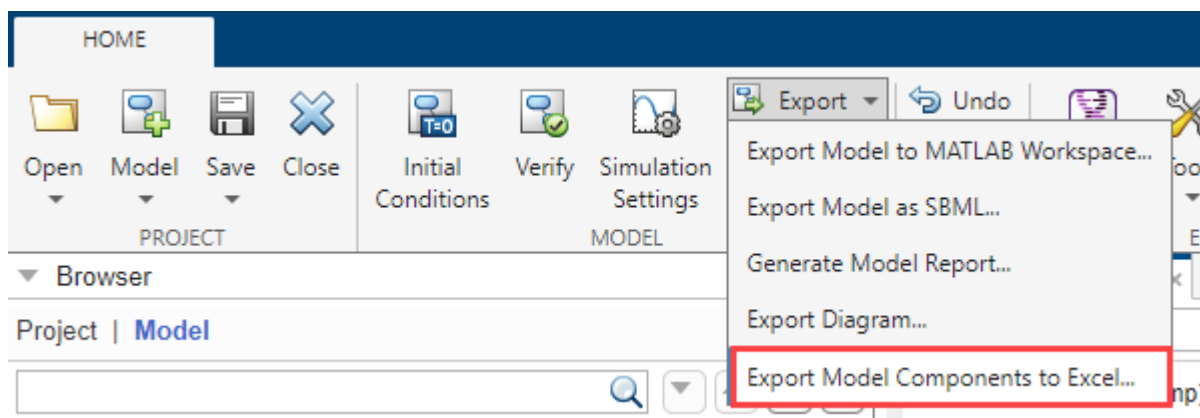 HOME
Export
Undo
Open
Model
Save
Close
T=0
Initial
Conditions
Verify
Simulation
Settings
PROJECT
MODEL
Export Model to MATLAB Workspace...
Export Model as SBML...
Generate Model Report...
Export Diagram...
Export Model Components to Excel...
Browser
Project | Model